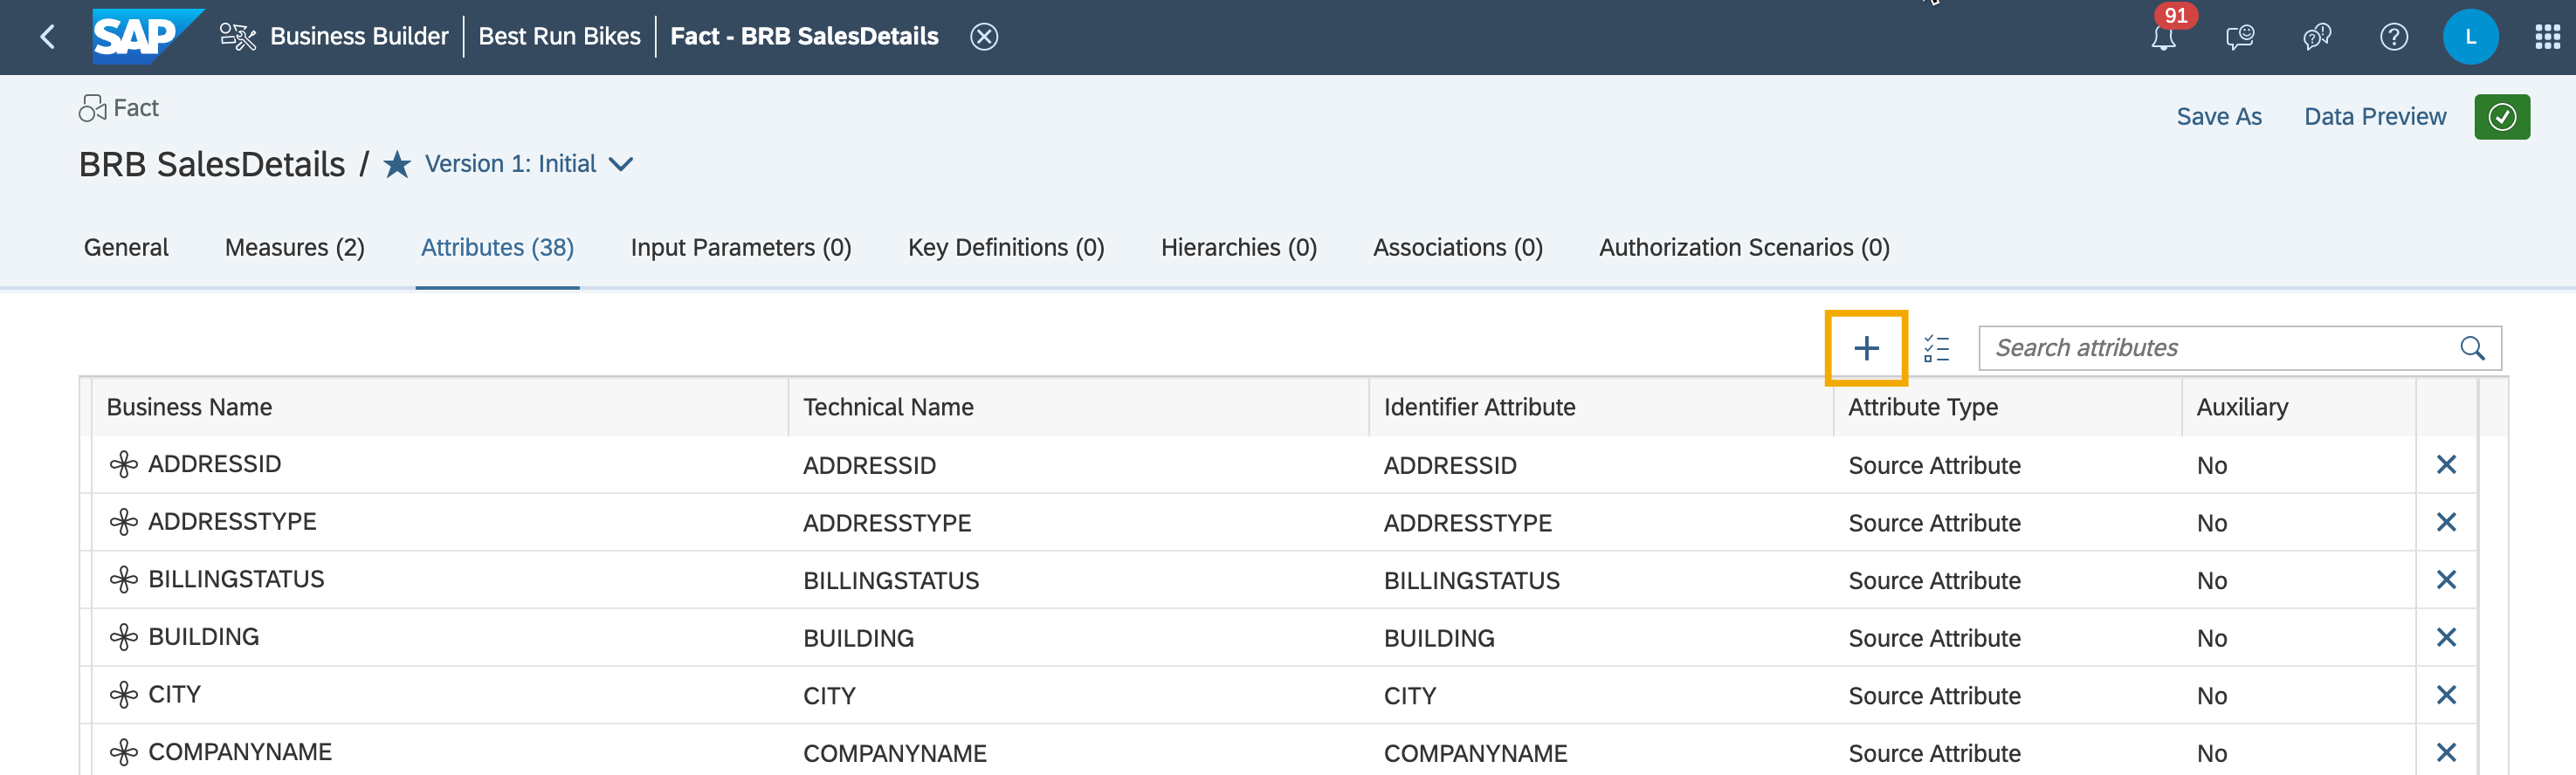 SAP Business Builder Best Run Bikes Fact - BRB SalesDetails 91 L
Fact
Save As Data Preview
BRB SalesDetails / Version 1: Initial
General Measures (2) Attributes (38) Input Parameters (0) Key Definitions (0) Hierarchies (0) Associations (0) Authorization Scenarios (0)
Search attributes
Business Name Technical Name Identifier Attribute Attribute Type Auxiliary
ADDRESSID ADDRESSID ADDRESSID Source Attribute No
ADDRESSTYPE ADDRESSTYPE ADDRESSTYPE Source Attribute No
BILLINGSTATUS BILLINGSTATUS BILLINGSTATUS Source Attribute No
BUILDING BUILDING BUILDING Source Attribute No
CITY CITY CITY Source Attribute No
COMPANYNAME COMPANYNAME COMPANYNAME Source Attribute No